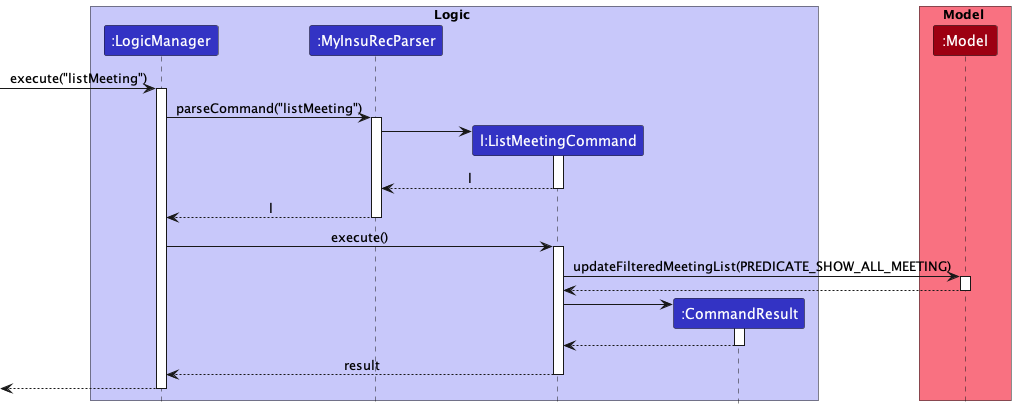 Logic
Model
:LogicManager
:MyInsuRecParser
:Model
execute("listMeeting")
parseCommand("listMeeting")
l:ListMeetingCommand
l
l
execute()
updateFilteredMeetingList(PREDICATE_SHOW_ALL_MEETING)
:CommandResult
result